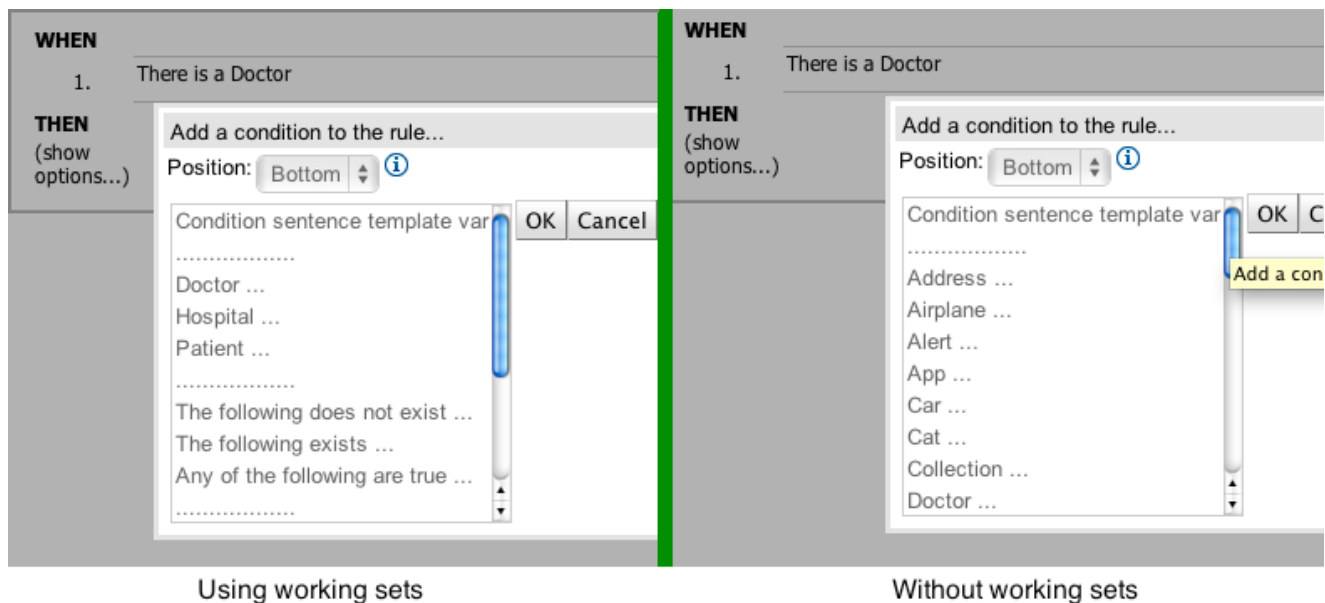 WHEN
1. There is a Doctor
THEN
(show
options...)
Add a condition to the rule...
Position: Bottom
Condition sentence template var
OK Cancel
..................
Doctor ...
Hospital ...
Patient ...
..................
The following does not exist ...
The following exists ...
Any of the following are true ...
..................
Using working sets
WHEN
1. There is a Doctor
THEN
(show
options...)
Add a condition to the rule...
Position: Bottom
Condition sentence template var
OK C
..................
Add a con
Address ...
Airplane ...
Alert ...
App ...
Car ...
Cat ...
Collection ...
Doctor ...
Without working sets